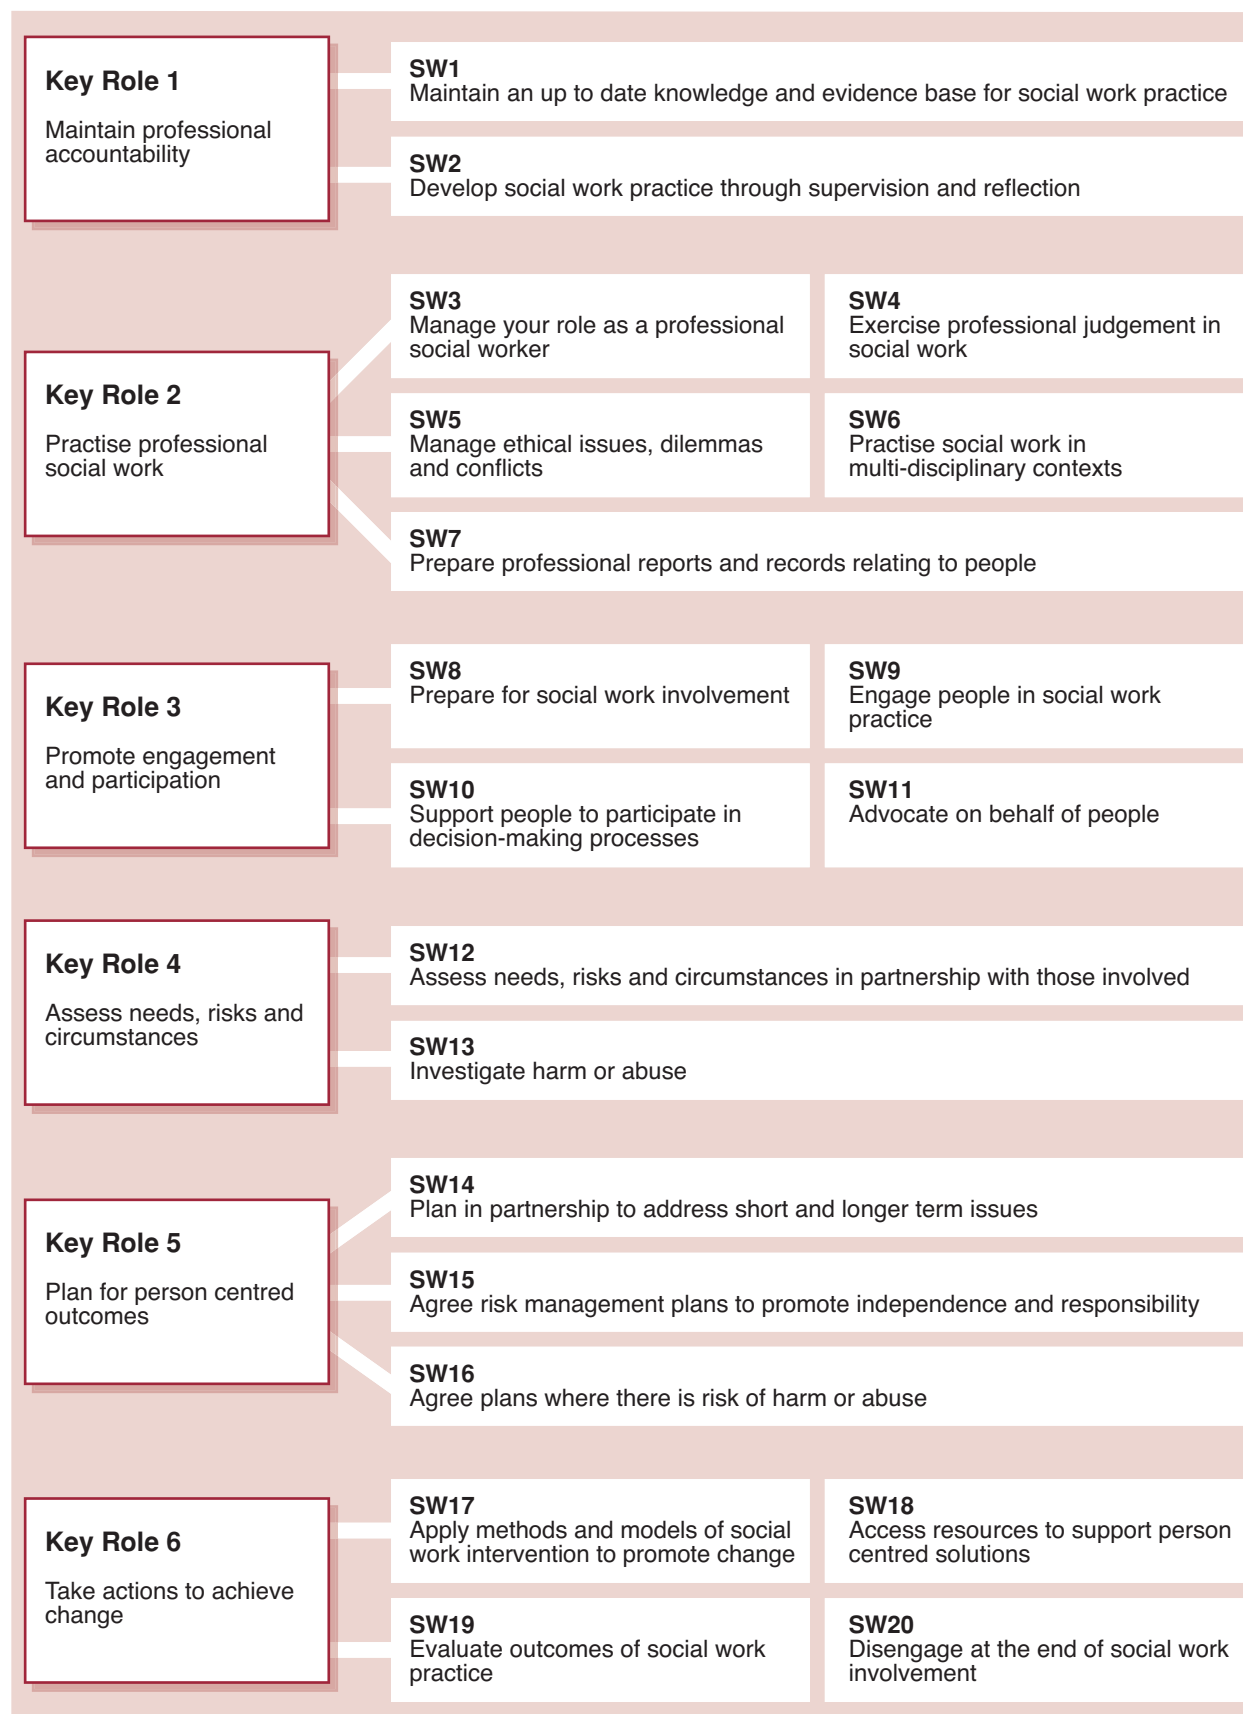 Key Role 1
Maintain professional
accountability
SW1
Maintain an up to date knowledge and evidence base for social work practice
SW2
Develop social work practice through supervision and reflection
Key Role 2
Practise professional
social work
SW3
Manage your role as a professional
social worker
SW4
Exercise professional judgement in
social work
SW5
Manage ethical issues, dilemmas
and conflicts
SW6
Practise social work in
multi-disciplinary contexts
SW7
Prepare professional reports and records relating to people
Key Role 3
Promote engagement
and participation
SW8
Prepare for social work involvement
SW9
Engage people in social work
practice
SW10
Support people to participate in
decision-making processes
SW11
Advocate on behalf of people
Key Role 4
Assess needs, risks and
circumstances
SW12
Assess needs, risks and circumstances in partnership with those involved
SW13
Investigate harm or abuse
Key Role 5
Plan for person centred
outcomes
SW14
Plan in partnership to address short and longer term issues
SW15
Agree risk management plans to promote independence and responsibility
SW16
Agree plans where there is risk of harm or abuse
Key Role 6
Take actions to achieve
change
SW17
Apply methods and models of social
work intervention to promote change
SW18
Access resources to support person
centred solutions
SW19
Evaluate outcomes of social work
practice
SW20
Disengage at the end of social work
involvement